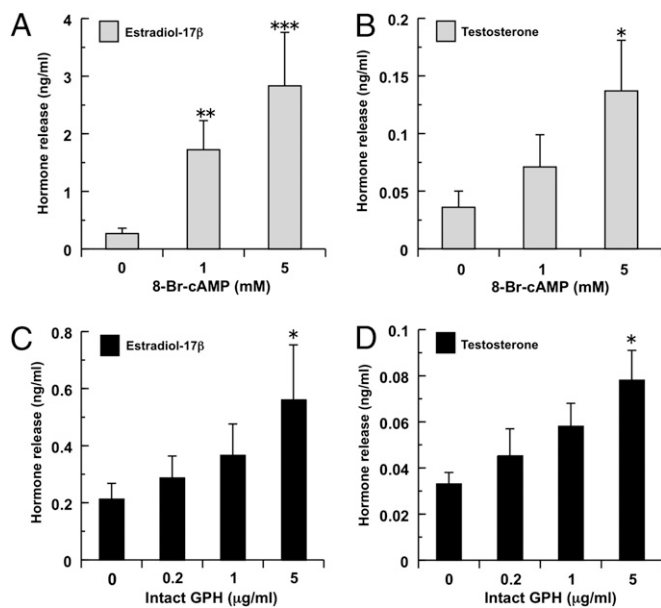 A
Estradiol-17β
Hormone release (ng/ml)
4
3
2
1
0
**
***
0 1 5
8-Br-cAMP (mM)
B
Testosterone
Hormone release (ng/ml)
0.2
0.15
0.1
0.05
0
*
0 1 5
8-Br-cAMP (mM)
C
Estradiol-17β
Hormone release (ng/ml)
0.8
0.6
0.4
0.2
0
*
0 0.2 1 5
Intact GPH (μg/ml)
D
Testosterone
Hormone release (ng/ml)
0.1
0.08
0.06
0.04
0.02
0
*
0 0.2 1 5
Intact GPH (μg/ml)